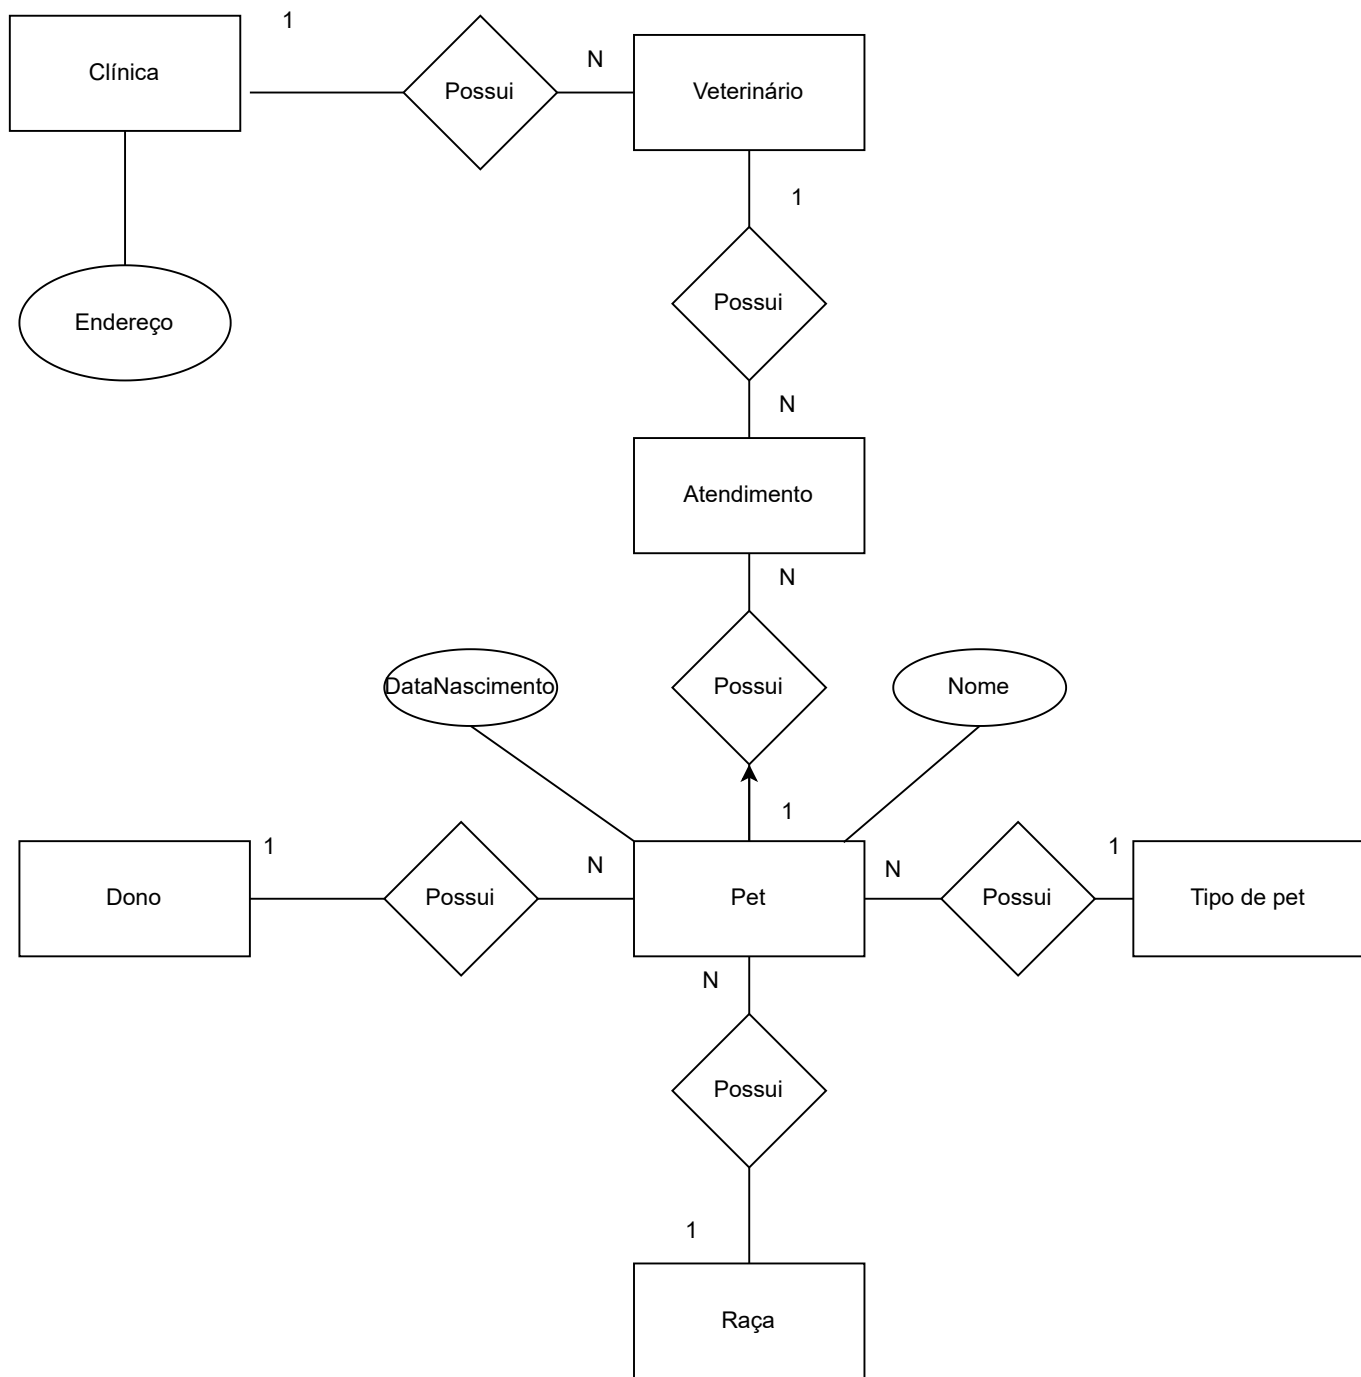 1
Clínica
Possui
N
Veterinário
1
Possui
Endereço
N
Atendimento
N
DataNascimento
Possui
Nome
1
Dono
1
Possui
N
Pet
N
Possui
1
Tipo de pet
N
Possui
1
Raça